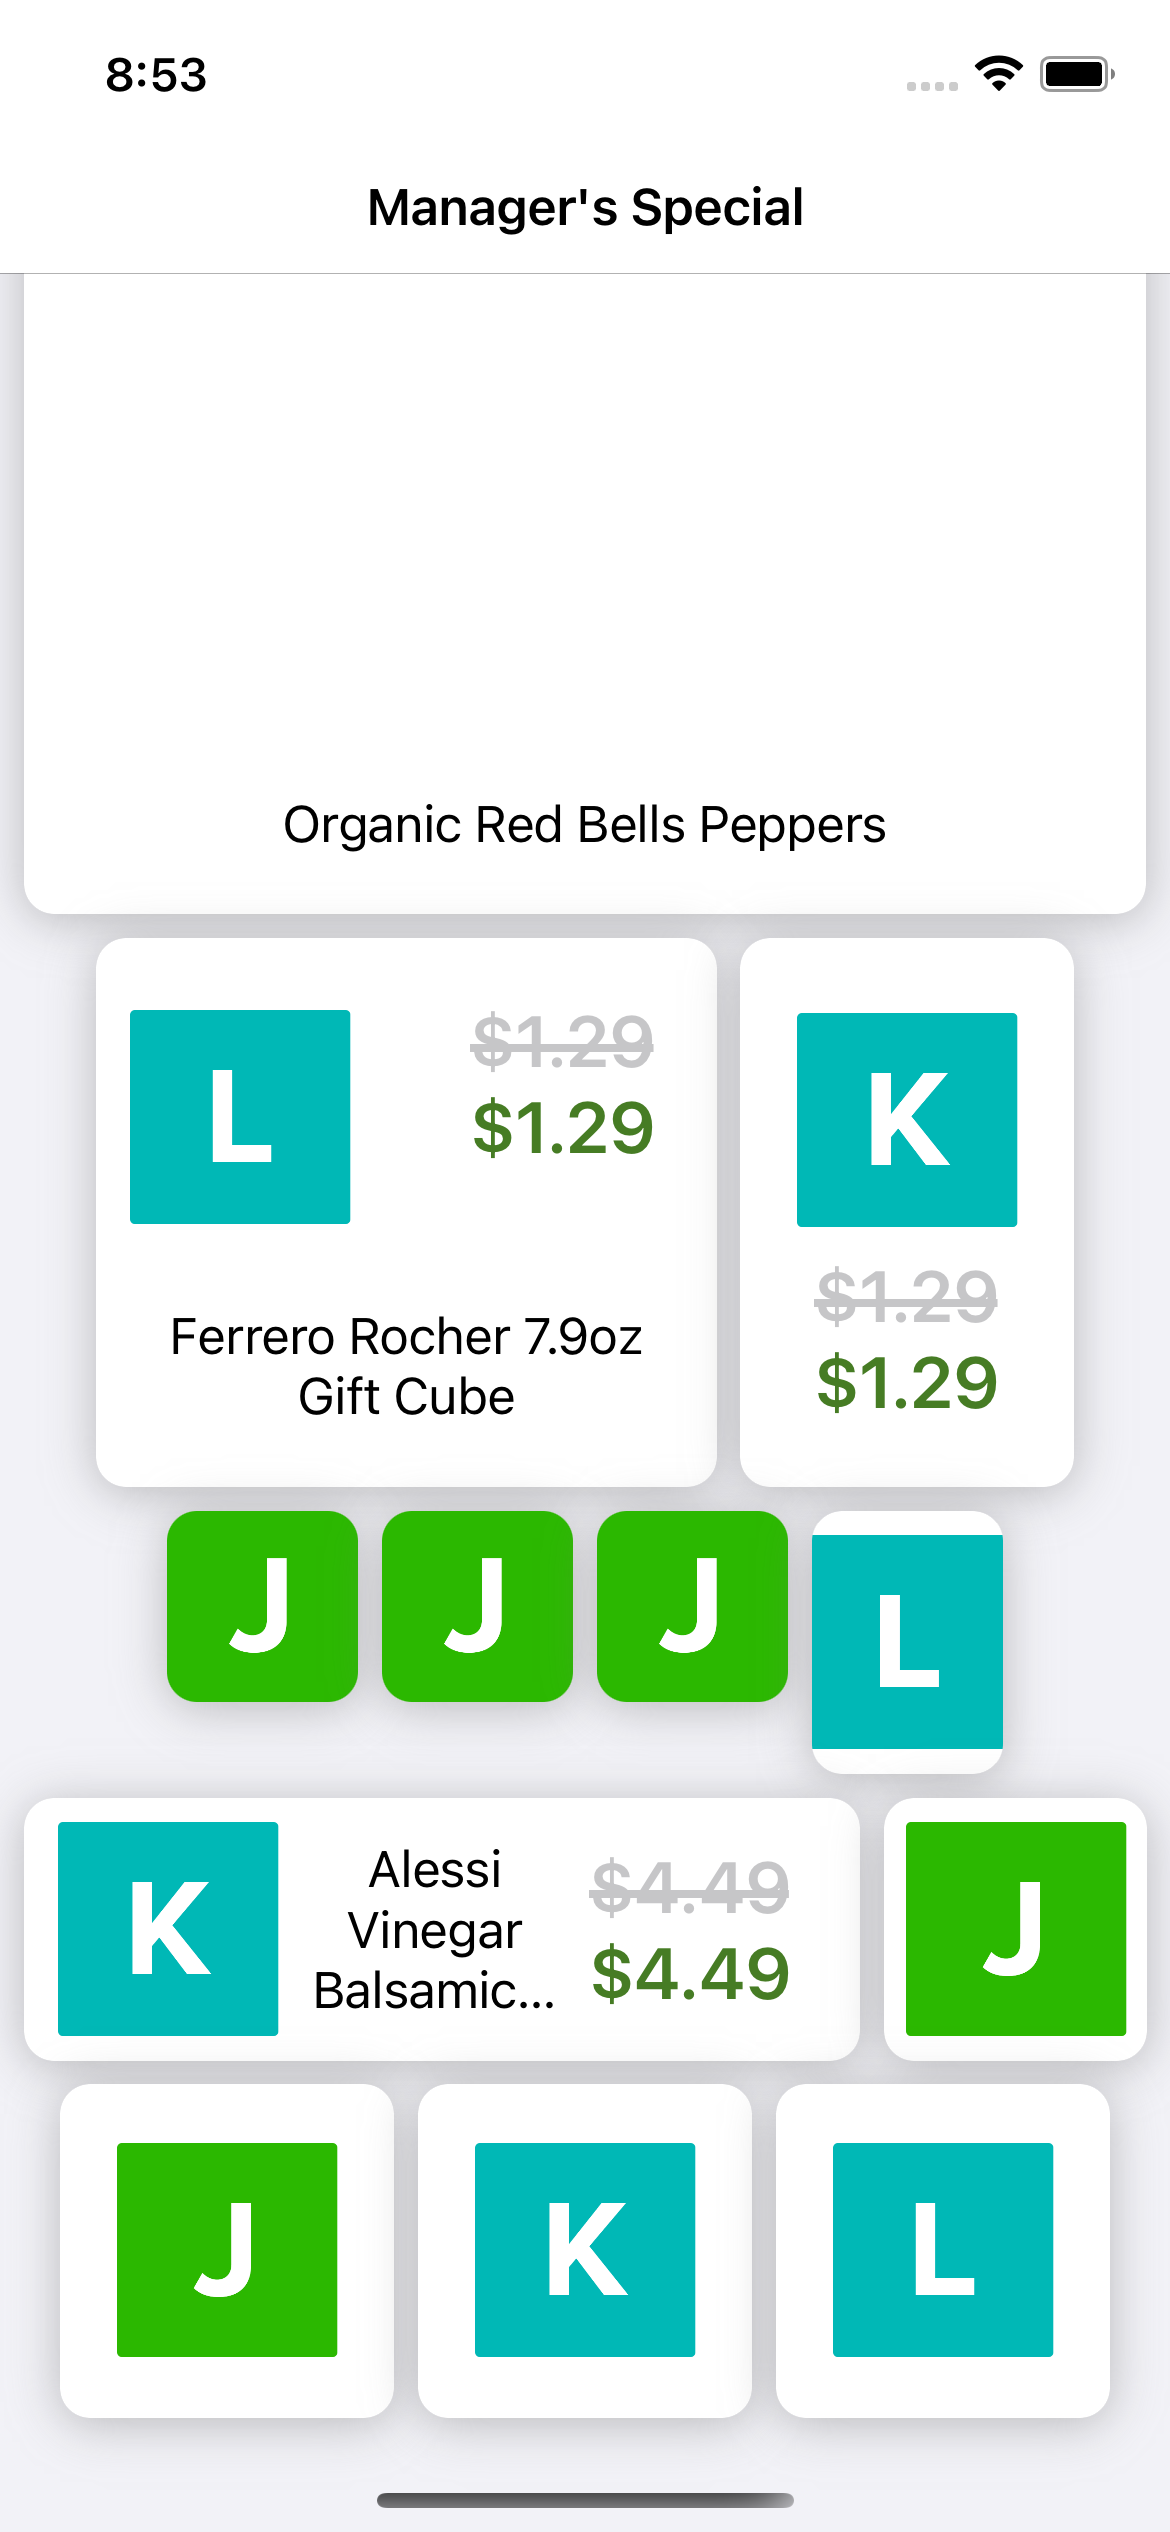 8:53
Manager's Special
Organic Red Bells Peppers
L
$1.29
$1.29
Ferrero Rocher 7.9oz
Gift Cube
K
$1.29
$1.29
J
J
J
L
K
Alessi
Vinegar
Balsamic...
$4.49
$4.49
J
J
K
L